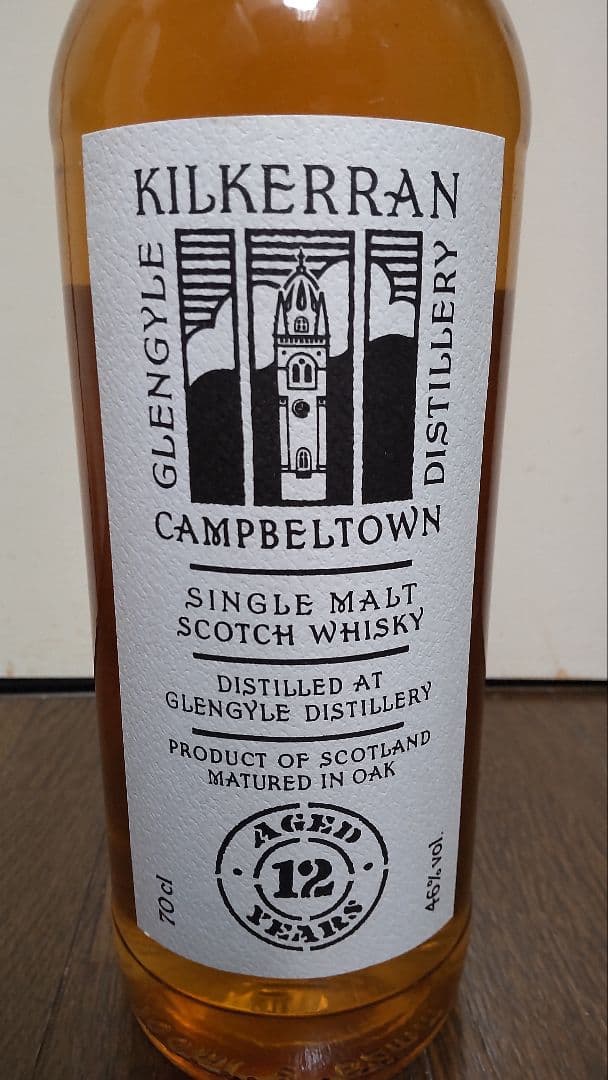 KILKERRAN
GLENGYLE
DISTILLERY
CAMPBELTOWN
SINGLE MALT
SCOTCH WHISKY
DISTILLED AT
GLENGYLE DISTILLERY
PRODUCT OF SCOTLAND
MATURED IN OAK
AGED
12
YEARS
70cl
46% vol.